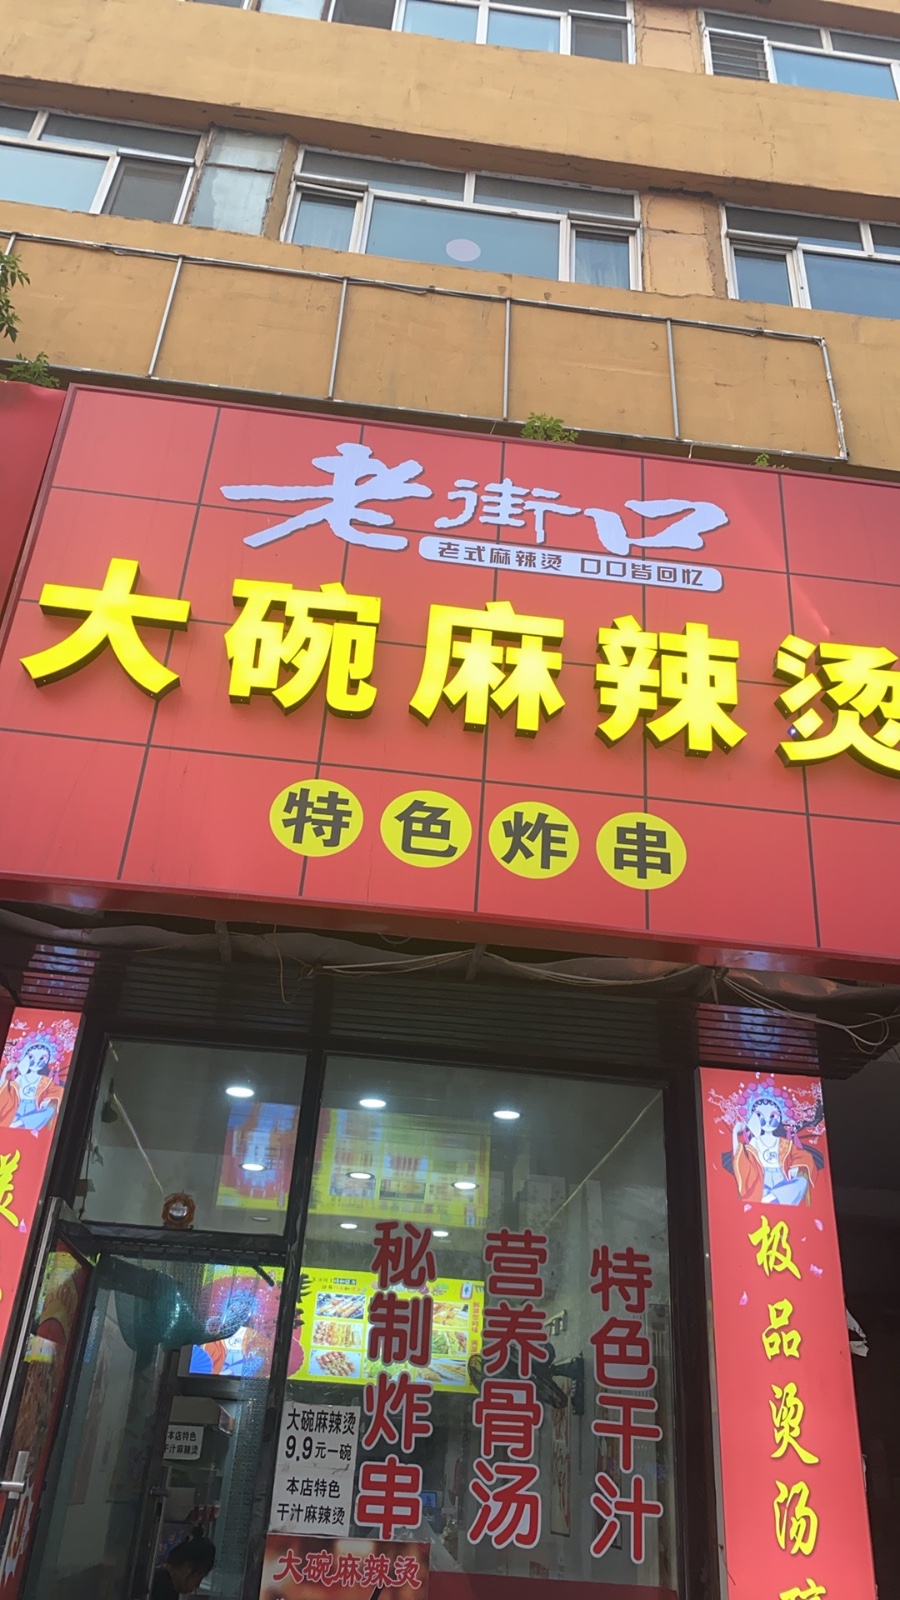 老街口
老式麻辣烫 口口皆回忆
大碗麻辣烫
特色炸串
秘制炸串
营养骨汤
特色干汁
极品烫汤
大碗麻辣烫
9.9元一碗
本店特色
干汁麻辣烫
本店特色
干汁麻辣烫
大碗麻辣烫